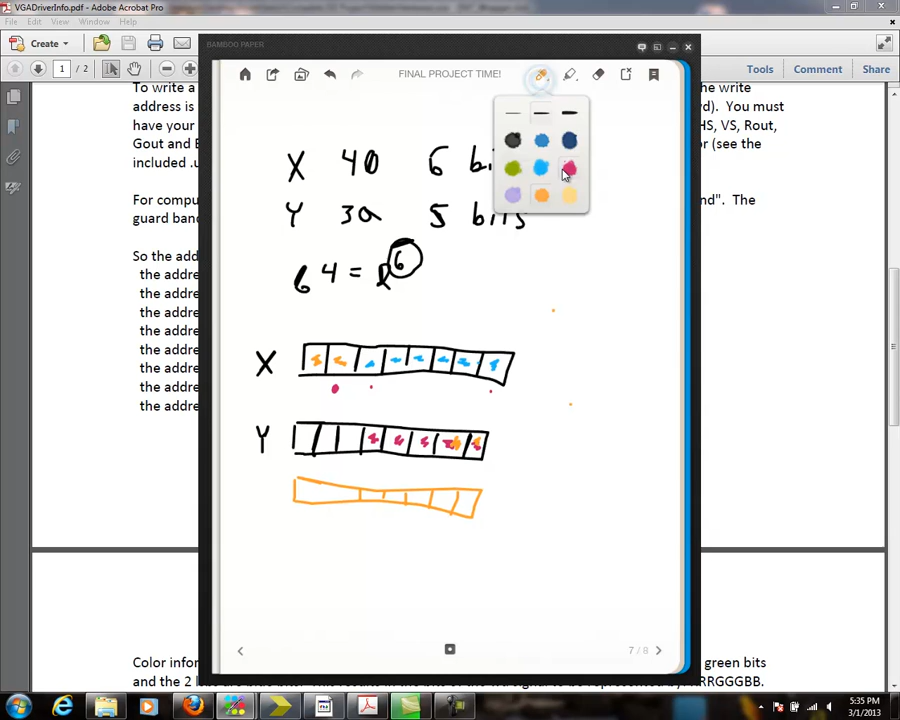 VGADriverInfo.pdf - Adobe Acrobat Pro
File Edit View Window Help
Create
1 / 2
Tools Comment Share
BAMBOO PAPER
FINAL PROJECT TIME!
To write a
address is
have your
Gout and
For compu
guard ban
So the add
the addre
the addre
the addre
the addre
the addre
the addre
the addre
the addre
d). You must
HS, VS, Rout,
or (see the
included .u
nd". The
X 40 6 bi
Y 30 5 bits
64 = 2 6
X
Y
7 / 8
Color infor
and the 2 l
green bits
RRGGGBB.
5:35 PM
3/1/2013